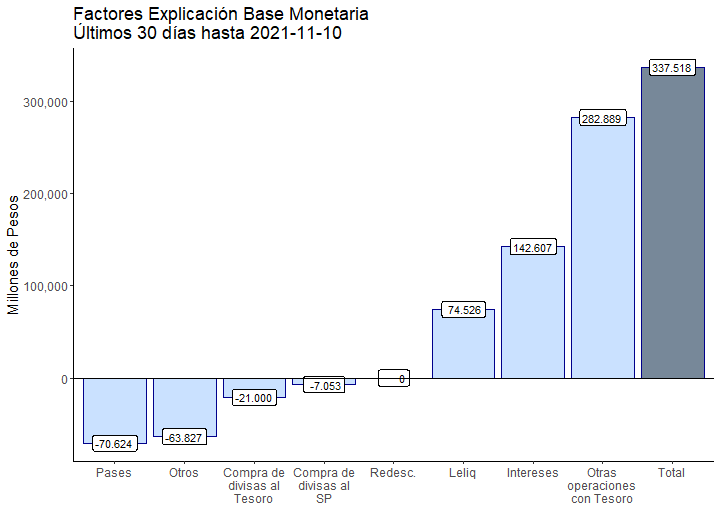 Factores Explicación Base Monetaria
Últimos 30 días hasta 2021-11-10
Millones de Pesos
300,000
200,000
100,000
0
-70.624
-63.827
-21.000
-7.053
0
74.526
142.607
282.889
337.518
Pases
Otros
Compra de
divisas al
Tesoro
Compra de
divisas al
SP
Redesc.
Leliq
Intereses
Otras
operaciones
con Tesoro
Total